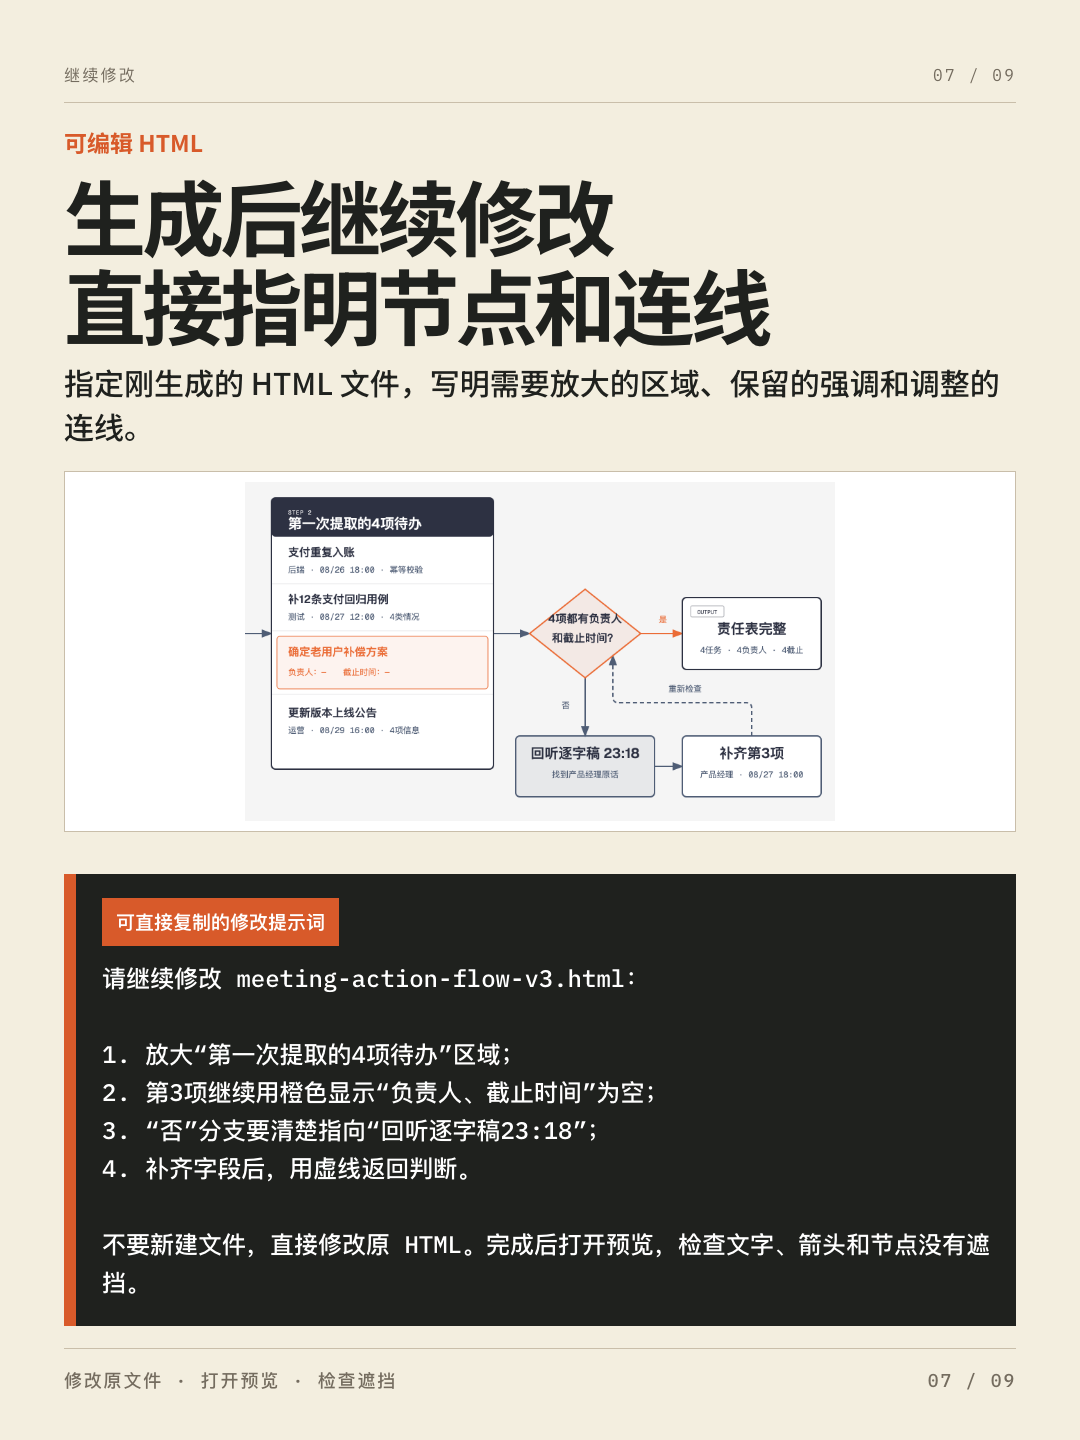 继续修改
07 / 09
可编辑 HTML
生成后继续修改
直接指明节点和连线
指定刚生成的 HTML 文件，写明需要放大的区域、保留的强调和调整的
连线。
STEP 2
第一次提取的4项待办
支付重复入账
后端 · 08/26 18:00 · 幂等校验
补12条支付回归用例
测试 · 08/27 12:00 · 4类情况
确定老用户补偿方案
负责人：— 截止时间：—
更新版本上线公告
运营 · 08/29 16:00 · 4项信息
4项都有负责人
和截止时间?
是
OUTPUT
责任表完整
4任务 · 4负责人 · 4截止
重新检查
否
回听逐字稿 23:18
找到产品经理原话
补齐第3项
产品经理 · 08/27 18:00
可直接复制的修改提示词
请继续修改 meeting-action-flow-v3.html：
1. 放大“第一次提取的4项待办”区域；
2. 第3项继续用橙色显示“负责人、截止时间”为空；
3. “否”分支要清楚指向“回听逐字稿23:18”；
4. 补齐字段后，用虚线返回判断。
不要新建文件，直接修改原 HTML。完成后打开预览，检查文字、箭头和节点没有遮
挡。
修改原文件 · 打开预览 · 检查遮挡
07 / 09